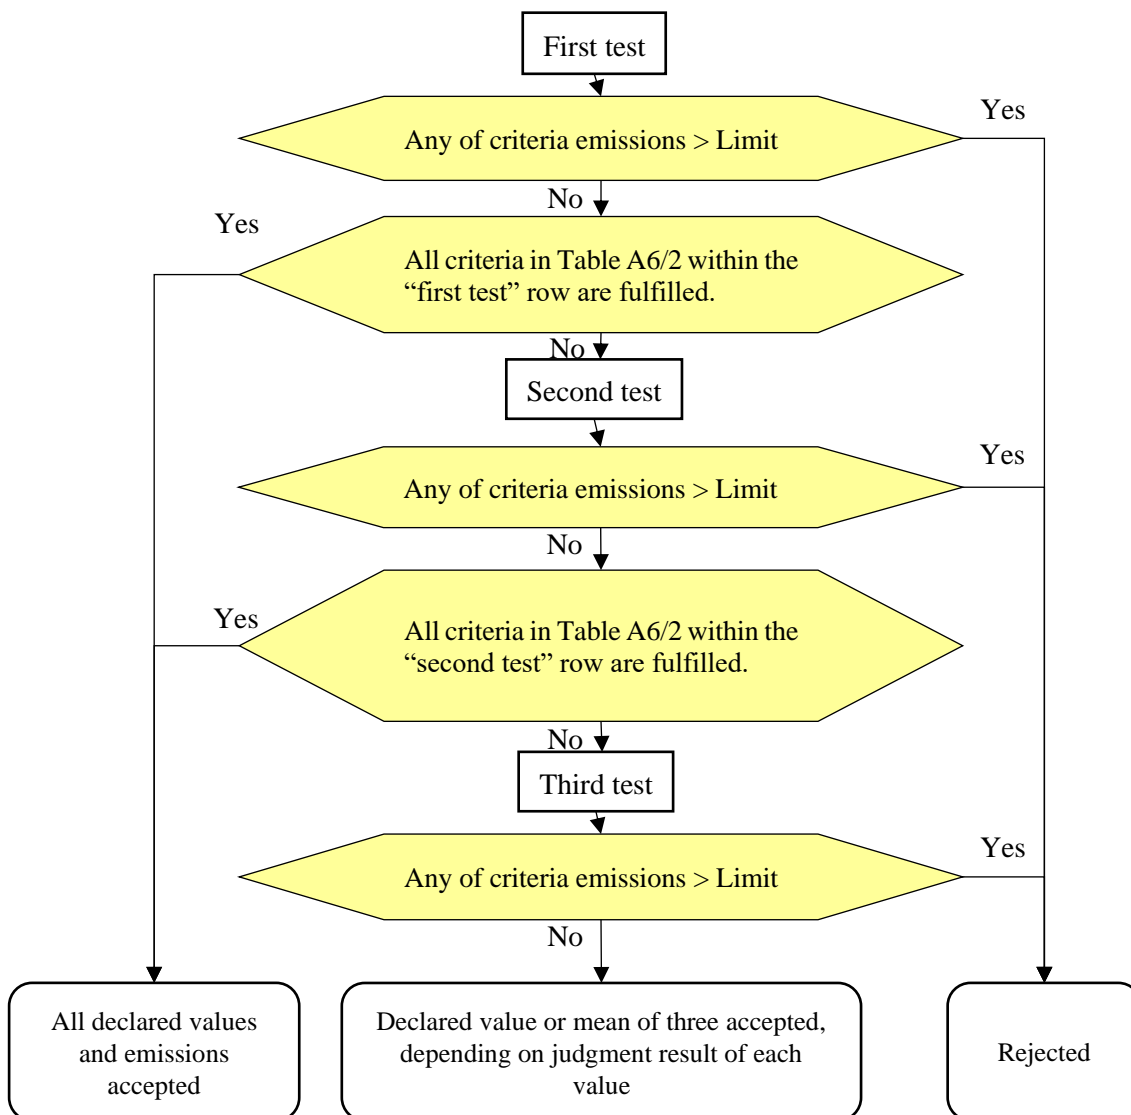 First test
Yes
Any of criteria emissions > Limit
No
Yes
All criteria in Table A6/2 within the
“first test” row are fulfilled.
No
Second test
Yes
Any of criteria emissions > Limit
No
Yes
All criteria in Table A6/2 within the
“second test” row are fulfilled.
No
Third test
Yes
Any of criteria emissions > Limit
No
All declared values
and emissions
accepted
Declared value or mean of three accepted,
depending on judgment result of each
value
Rejected